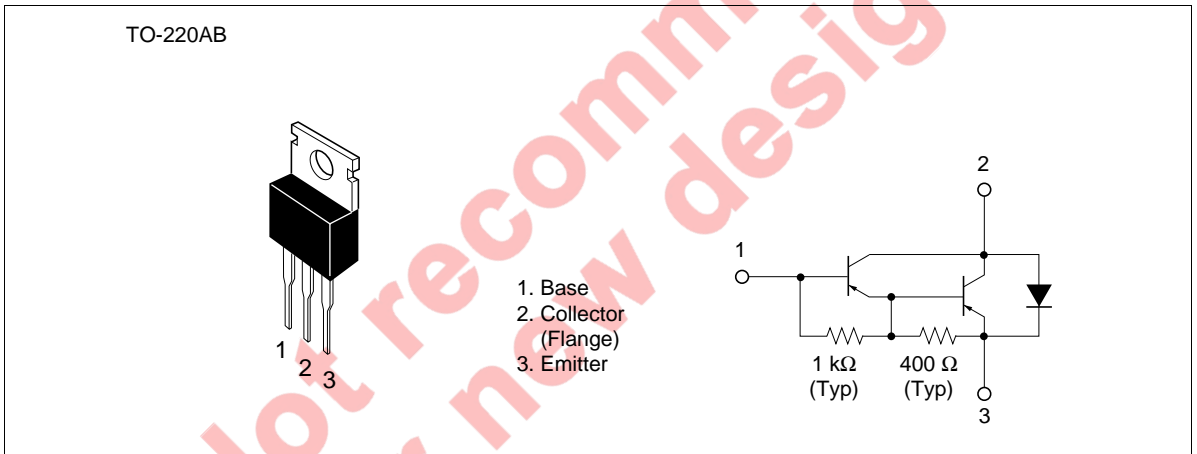 TO-220AB
Not recomm
r new desig
1. Base
2. Collector
(Flange)
3. Emitter
1
2
3
2
1
1 kΩ
(Typ)
400 Ω
(Typ)
3